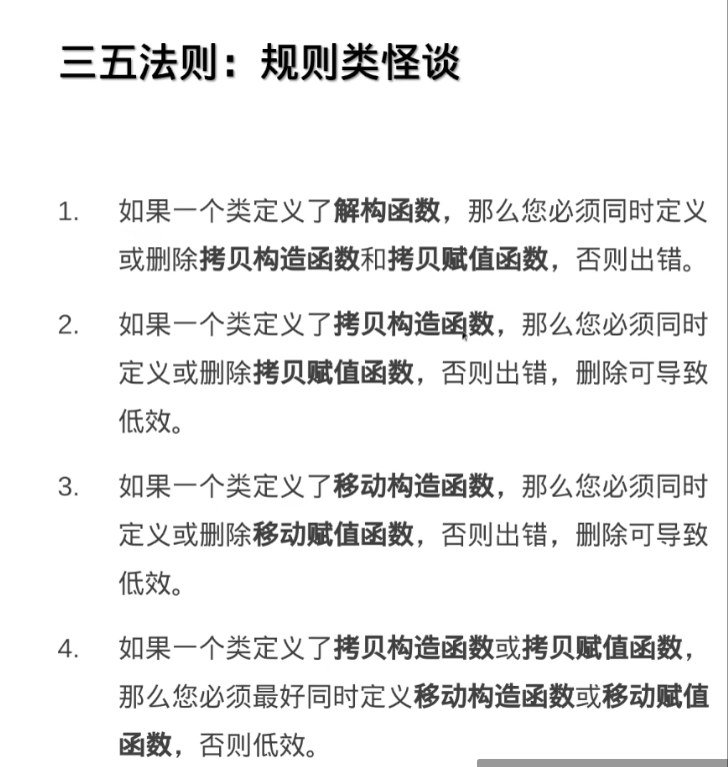 三五法则：规则类怪谈
1. 如果一个类定义了解构函数，那么您必须同时定义
或删除拷贝构造函数和拷贝赋值函数，否则出错。
2. 如果一个类定义了拷贝构造函数，那么您必须同时
定义或删除拷贝赋值函数，否则出错，删除可导致
低效。
3. 如果一个类定义了移动构造函数，那么您必须同时
定义或删除移动赋值函数，否则出错，删除可导致
低效。
4. 如果一个类定义了拷贝构造函数或拷贝赋值函数，
那么您必须最好同时定义移动构造函数或移动赋值
函数，否则低效。